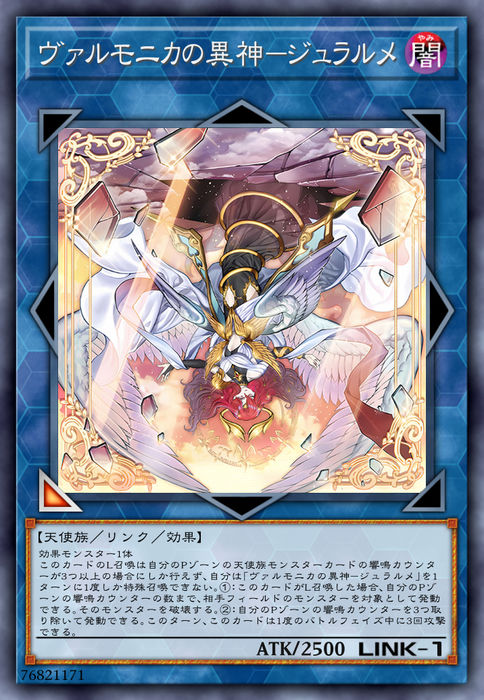 ヴァルモニカの異神－ジュラルメ
やみ
闇
【天使族／リンク／効果】
効果モンスター1体
このカードのL召喚は自分のPゾーンの天使族モンスターカードの響鳴カウンタ
ーが3つ以上の場合にしか行えず、自分は「ヴァルモニカの異神－ジュラルメ」を1
ターンに1度しか特殊召喚できない。①：このカードがL召喚した場合、自分のPゾ
ーンの響鳴カウンターの数まで、相手フィールドのモンスターを対象として発動
できる。そのモンスターを破壊する。②：自分のPゾーンの響鳴カウンターを3つ取
り除いて発動できる。このターン、このカードは1度のバトルフェイズ中に3回攻撃
できる。
ATK/2500 LINK-1
76821171